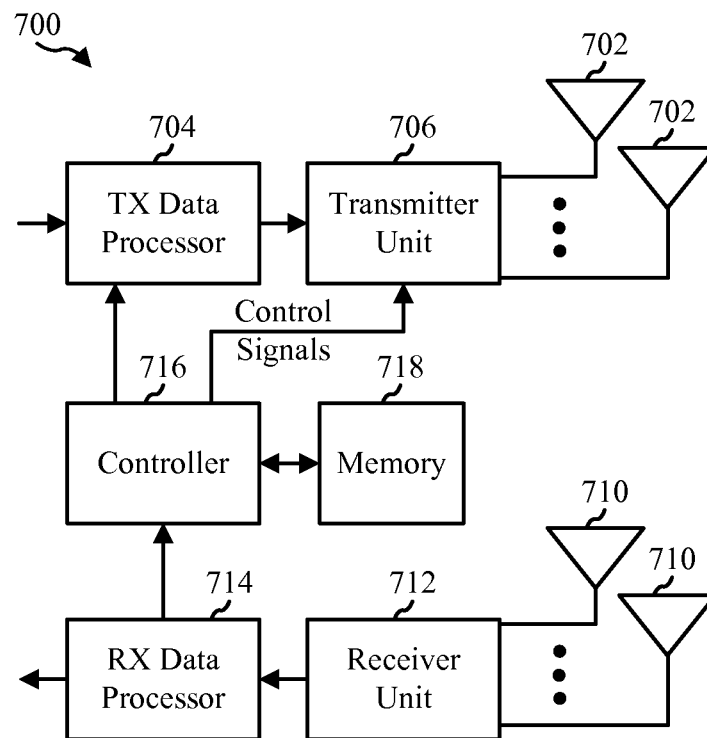 700
702
702
704
706
TX Data
Processor
Transmitter
Unit
Control
Signals
716
718
Controller
Memory
710
710
714
712
RX Data
Processor
Receiver
Unit